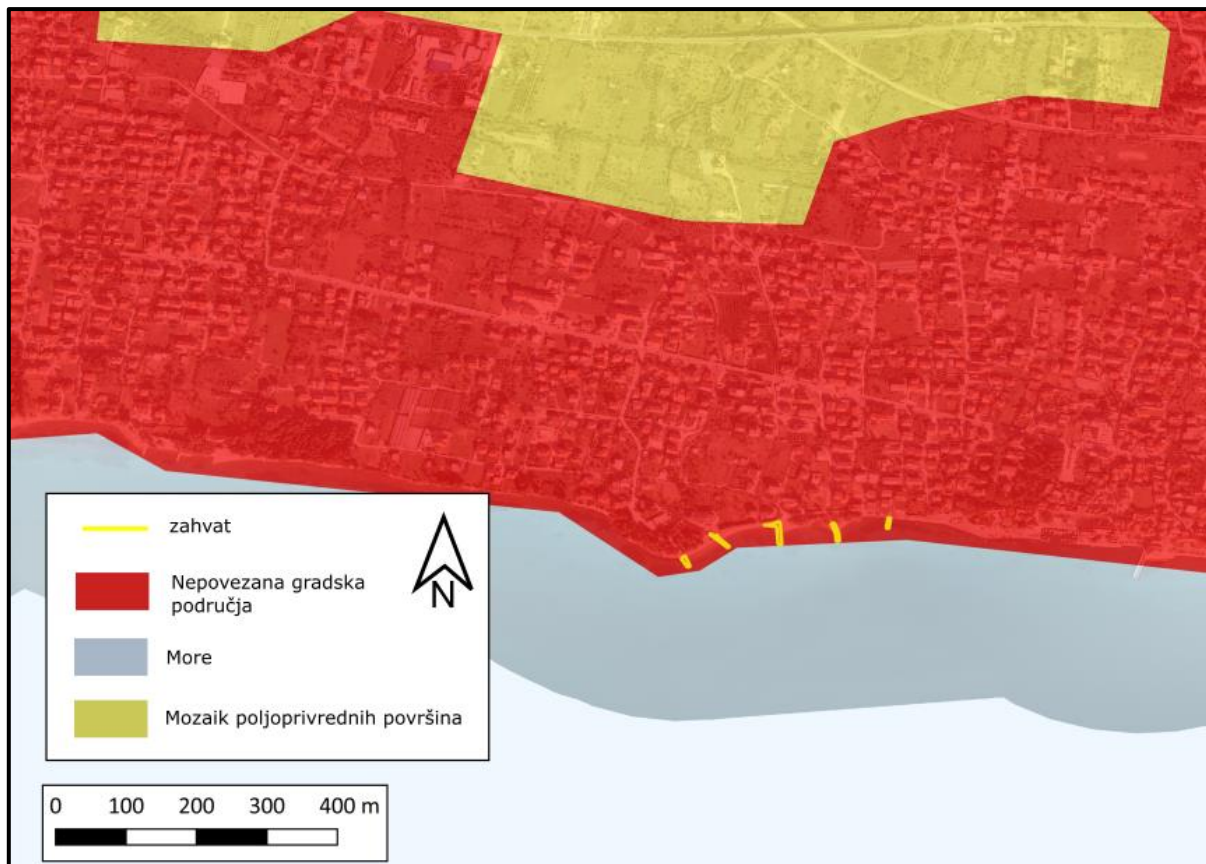 zahvat
Nepovezana gradska
područja
More
Mozaik poljoprivrednih površina
N
0 100 200 300 400 m